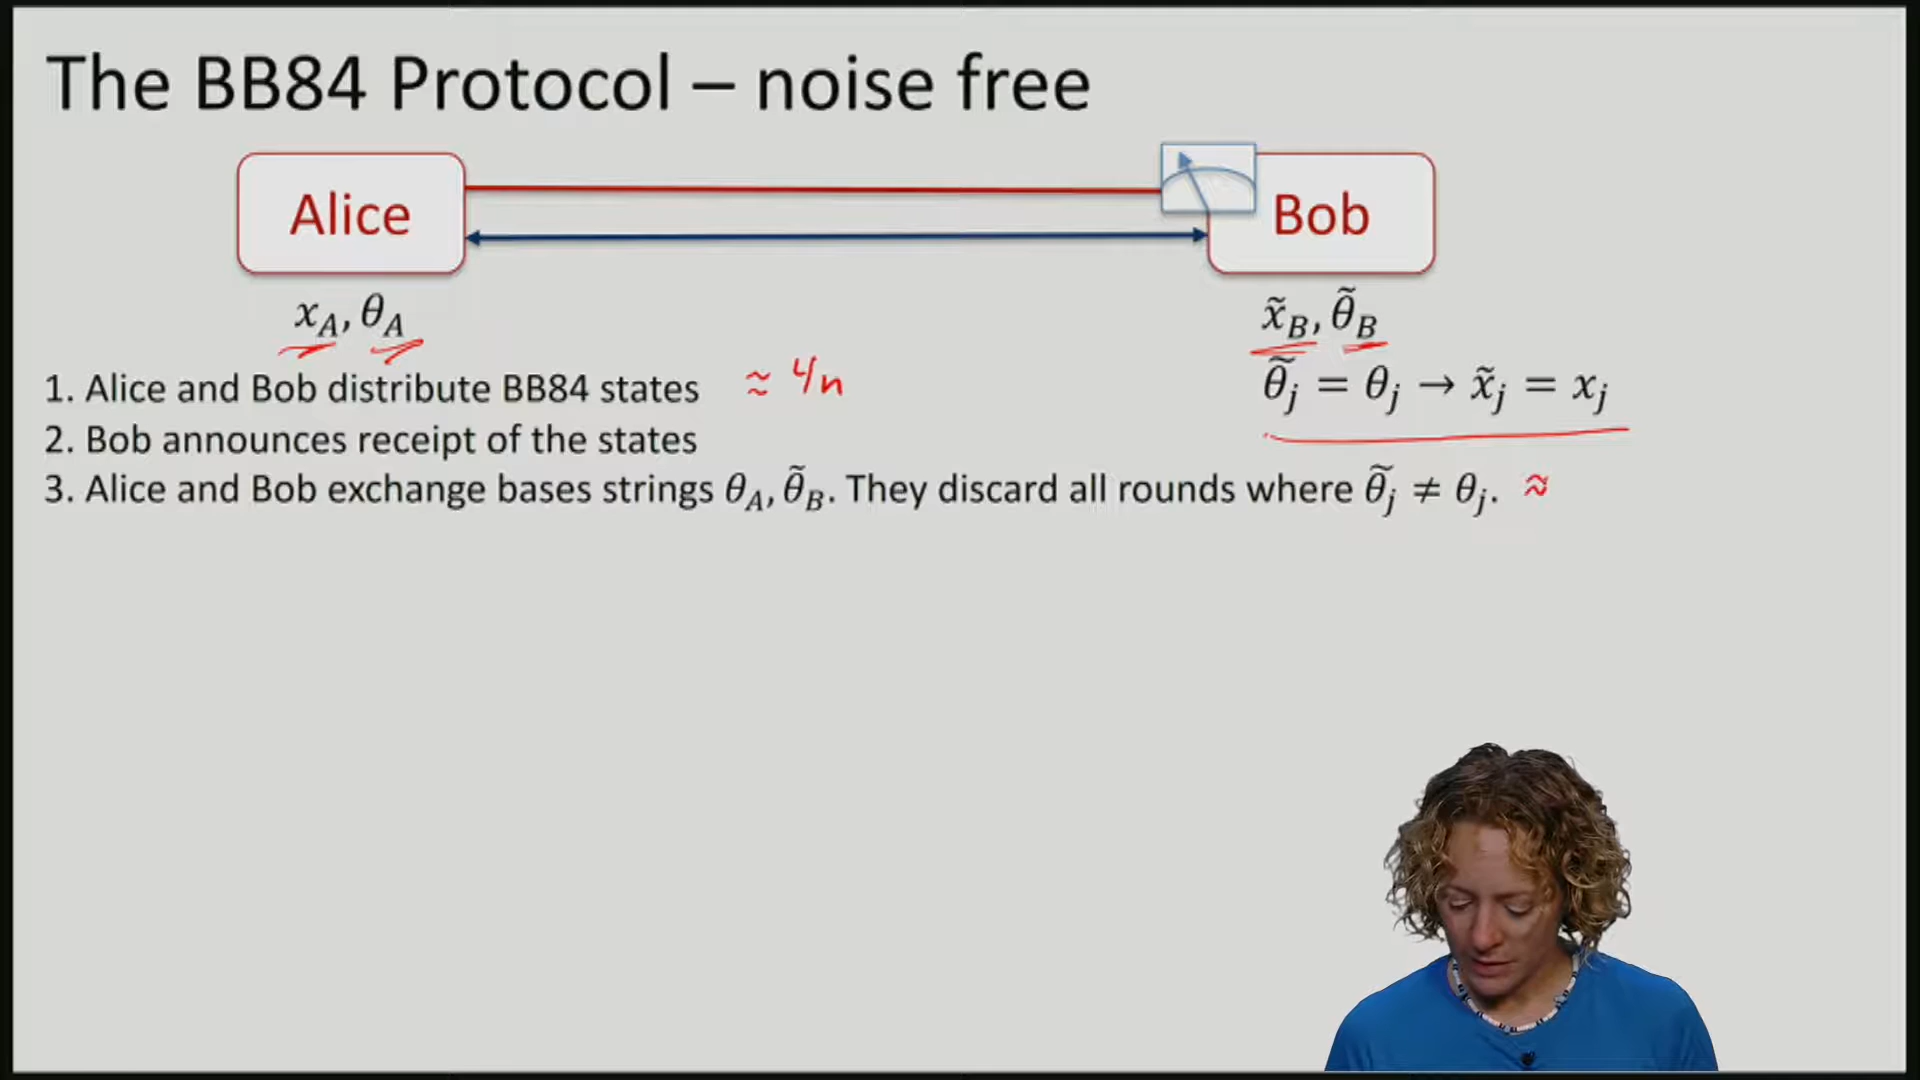 The BB84 Protocol – noise free
Alice
Bob
x_A, θ_A
x̃_B, θ̃_B
1. Alice and Bob distribute BB84 states ≈ 4n
θ̃_j = θ_j → x̃_j = x_j
2. Bob announces receipt of the states
3. Alice and Bob exchange bases strings θ_A, θ̃_B. They discard all rounds where θ̃_j ≠ θ_j. ≈